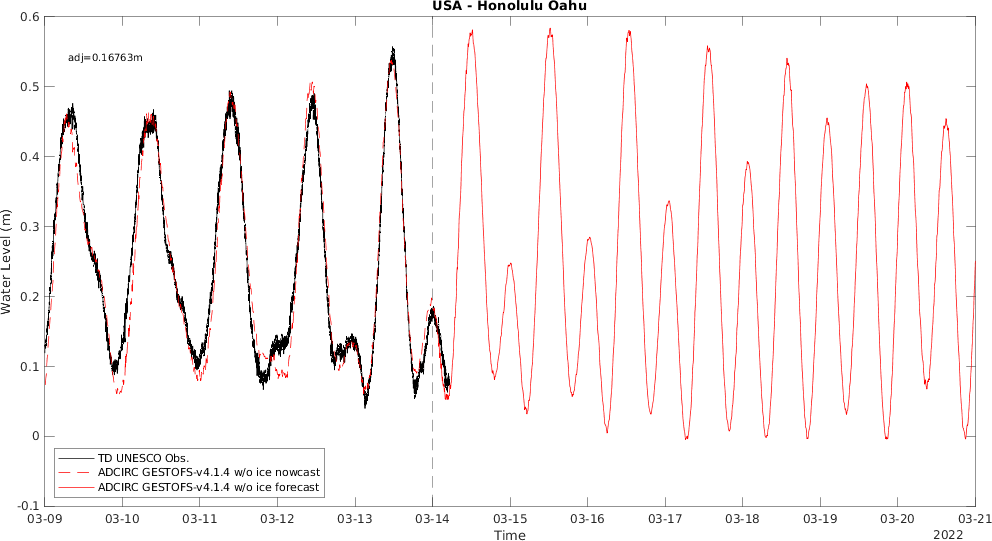 USA - Honolulu Oahu
adj=0.16763m
0.6
0.5
0.4
0.3
0.2
0.1
0
-0.1
Water Level (m)
TD UNESCO Obs.
ADCIRC GESTOFS-v4.1.4 w/o ice nowcast
ADCIRC GESTOFS-v4.1.4 w/o ice forecast
03-09 03-10 03-11 03-12 03-13 03-14 03-15 03-16 03-17 03-18 03-19 03-20 03-21
Time
2022